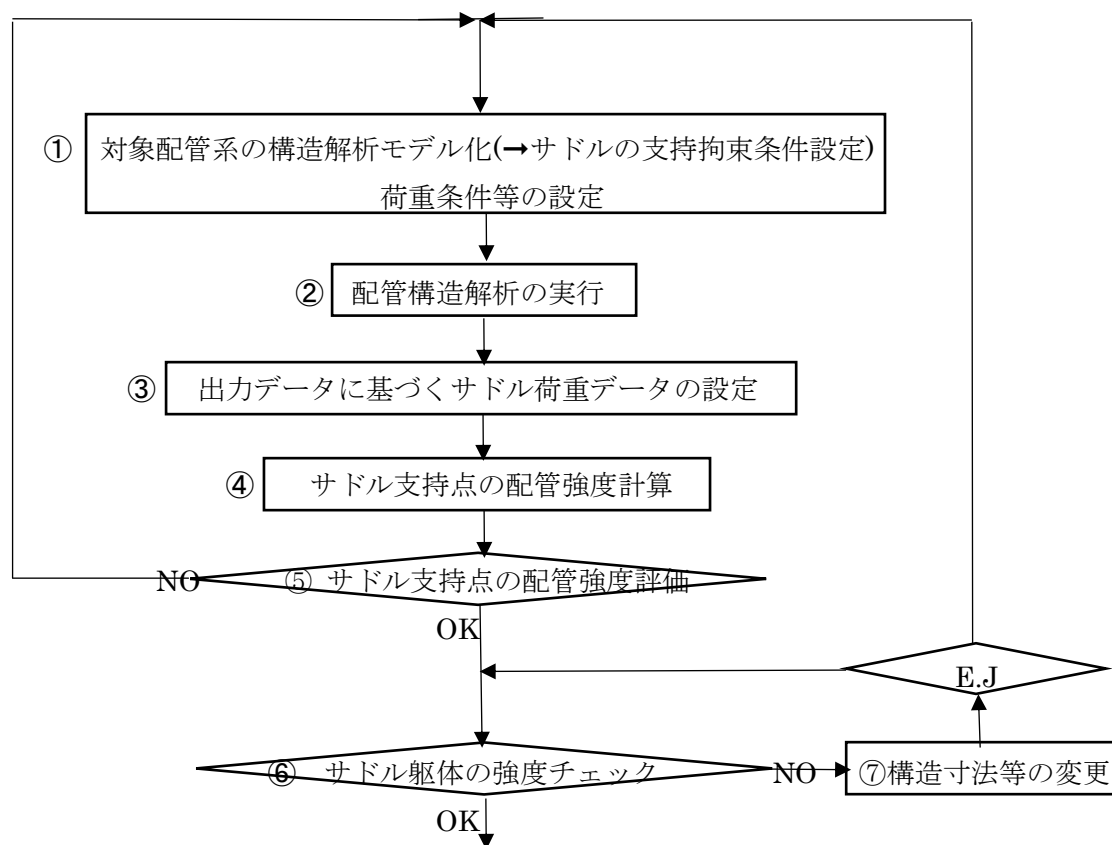 ① 対象配管系の構造解析モデル化(→サドルの支持拘束条件設定)
荷重条件等の設定
② 配管構造解析の実行
③ 出力データに基づくサドル荷重データの設定
④ サドル支持点の配管強度計算
NO ⑤ サドル支持点の配管強度評価
OK
E.J
⑥ サドル躯体の強度チェック NO ⑦構造寸法等の変更
OK